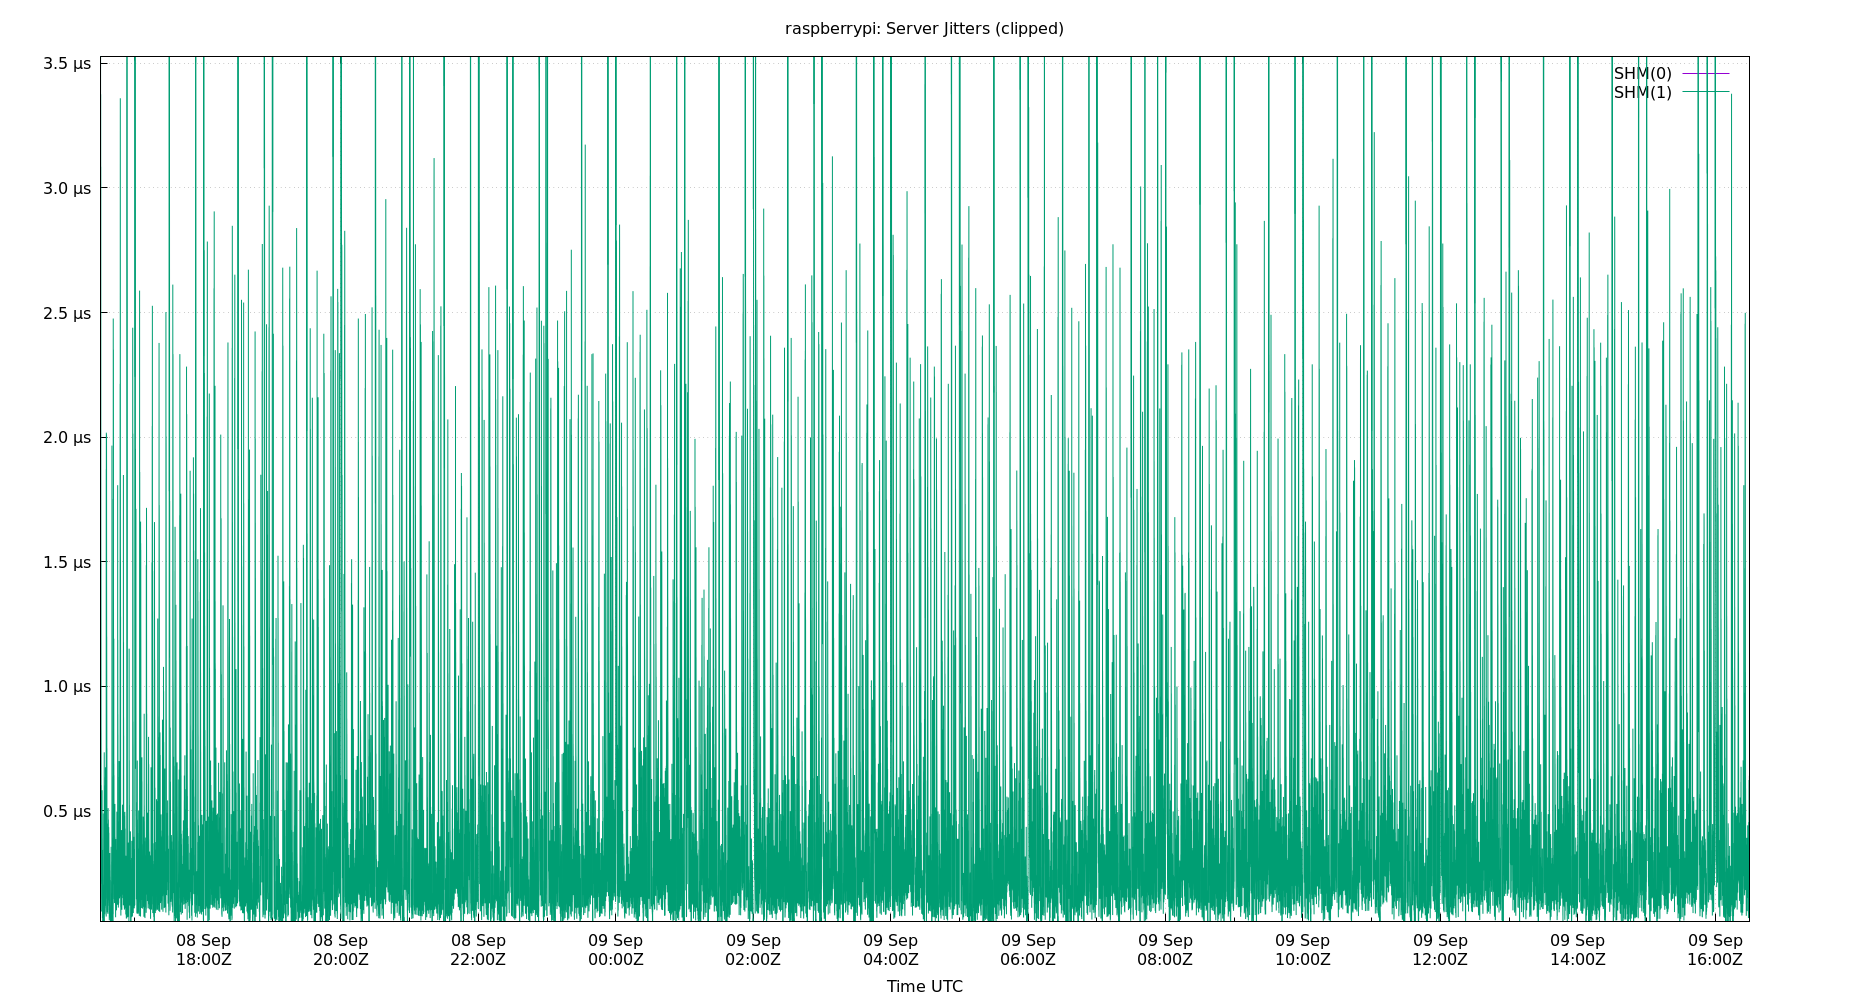 raspberrypi: Server Jitters (clipped)
3.5 µs
3.0 µs
2.5 µs
2.0 µs
1.5 µs
1.0 µs
0.5 µs
SHM(0)
SHM(1)
08 Sep
18:00Z
08 Sep
20:00Z
08 Sep
22:00Z
09 Sep
00:00Z
09 Sep
02:00Z
09 Sep
04:00Z
09 Sep
06:00Z
09 Sep
08:00Z
09 Sep
10:00Z
09 Sep
12:00Z
09 Sep
14:00Z
09 Sep
16:00Z
Time UTC